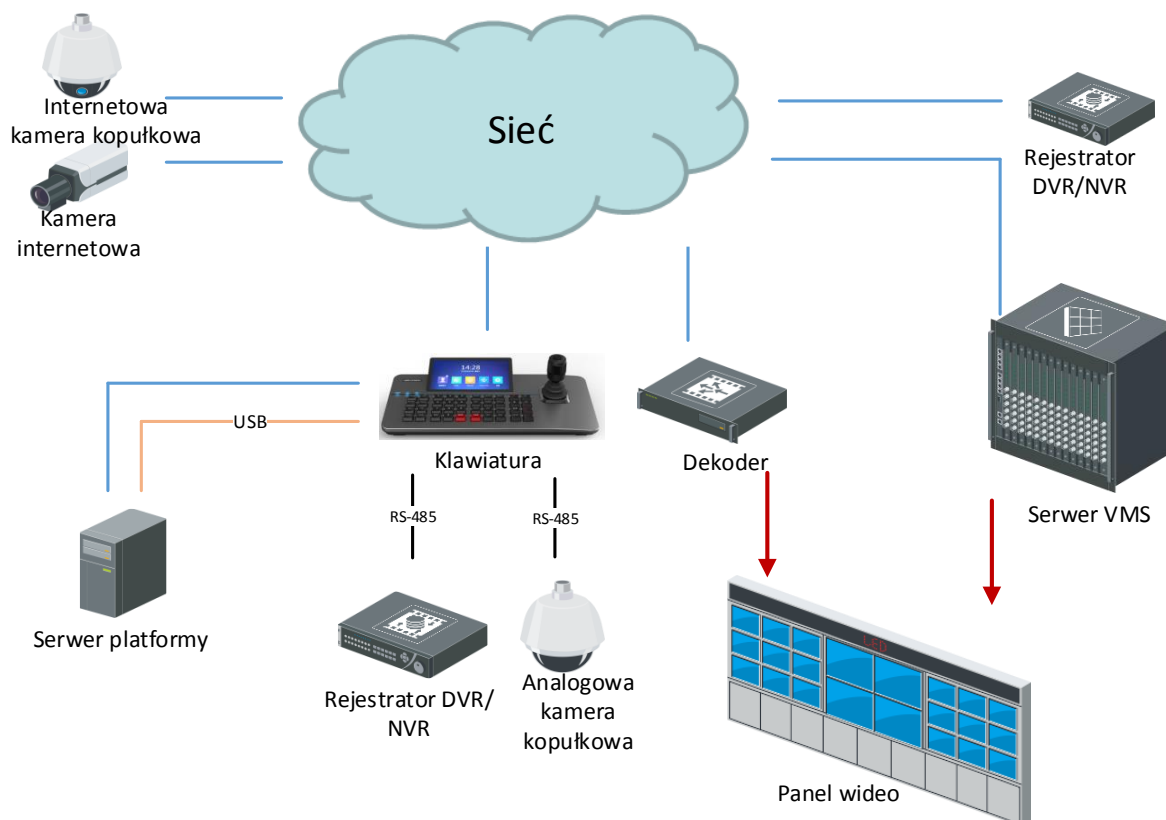 Internetowa
kamera kopułkowa
Sieć
Rejestrator
DVR/NVR
Kamera
internetowa
14:28
USB
Klawiatura
Dekoder
Serwer VMS
RS-485
RS-485
Serwer platformy
LED
Rejestrator DVR/
NVR
Analogowa
kamera
kopułkowa
Panel wideo